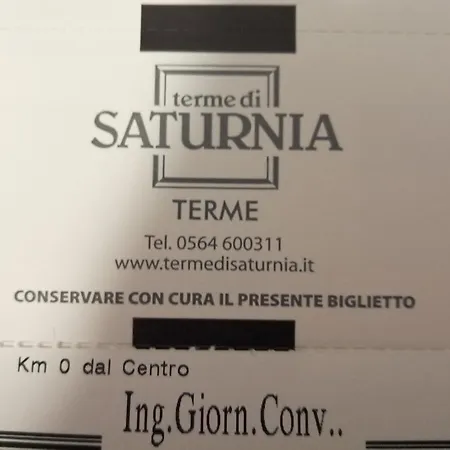 terme di
SATURNIA
TERME
Tel. 0564 600311
www.termedisaturnia.it
CONSERVARE CON CURA IL PRESENTE BIGLIETTO
Km 0 dal Centro
Ing.Giorn.Conv..